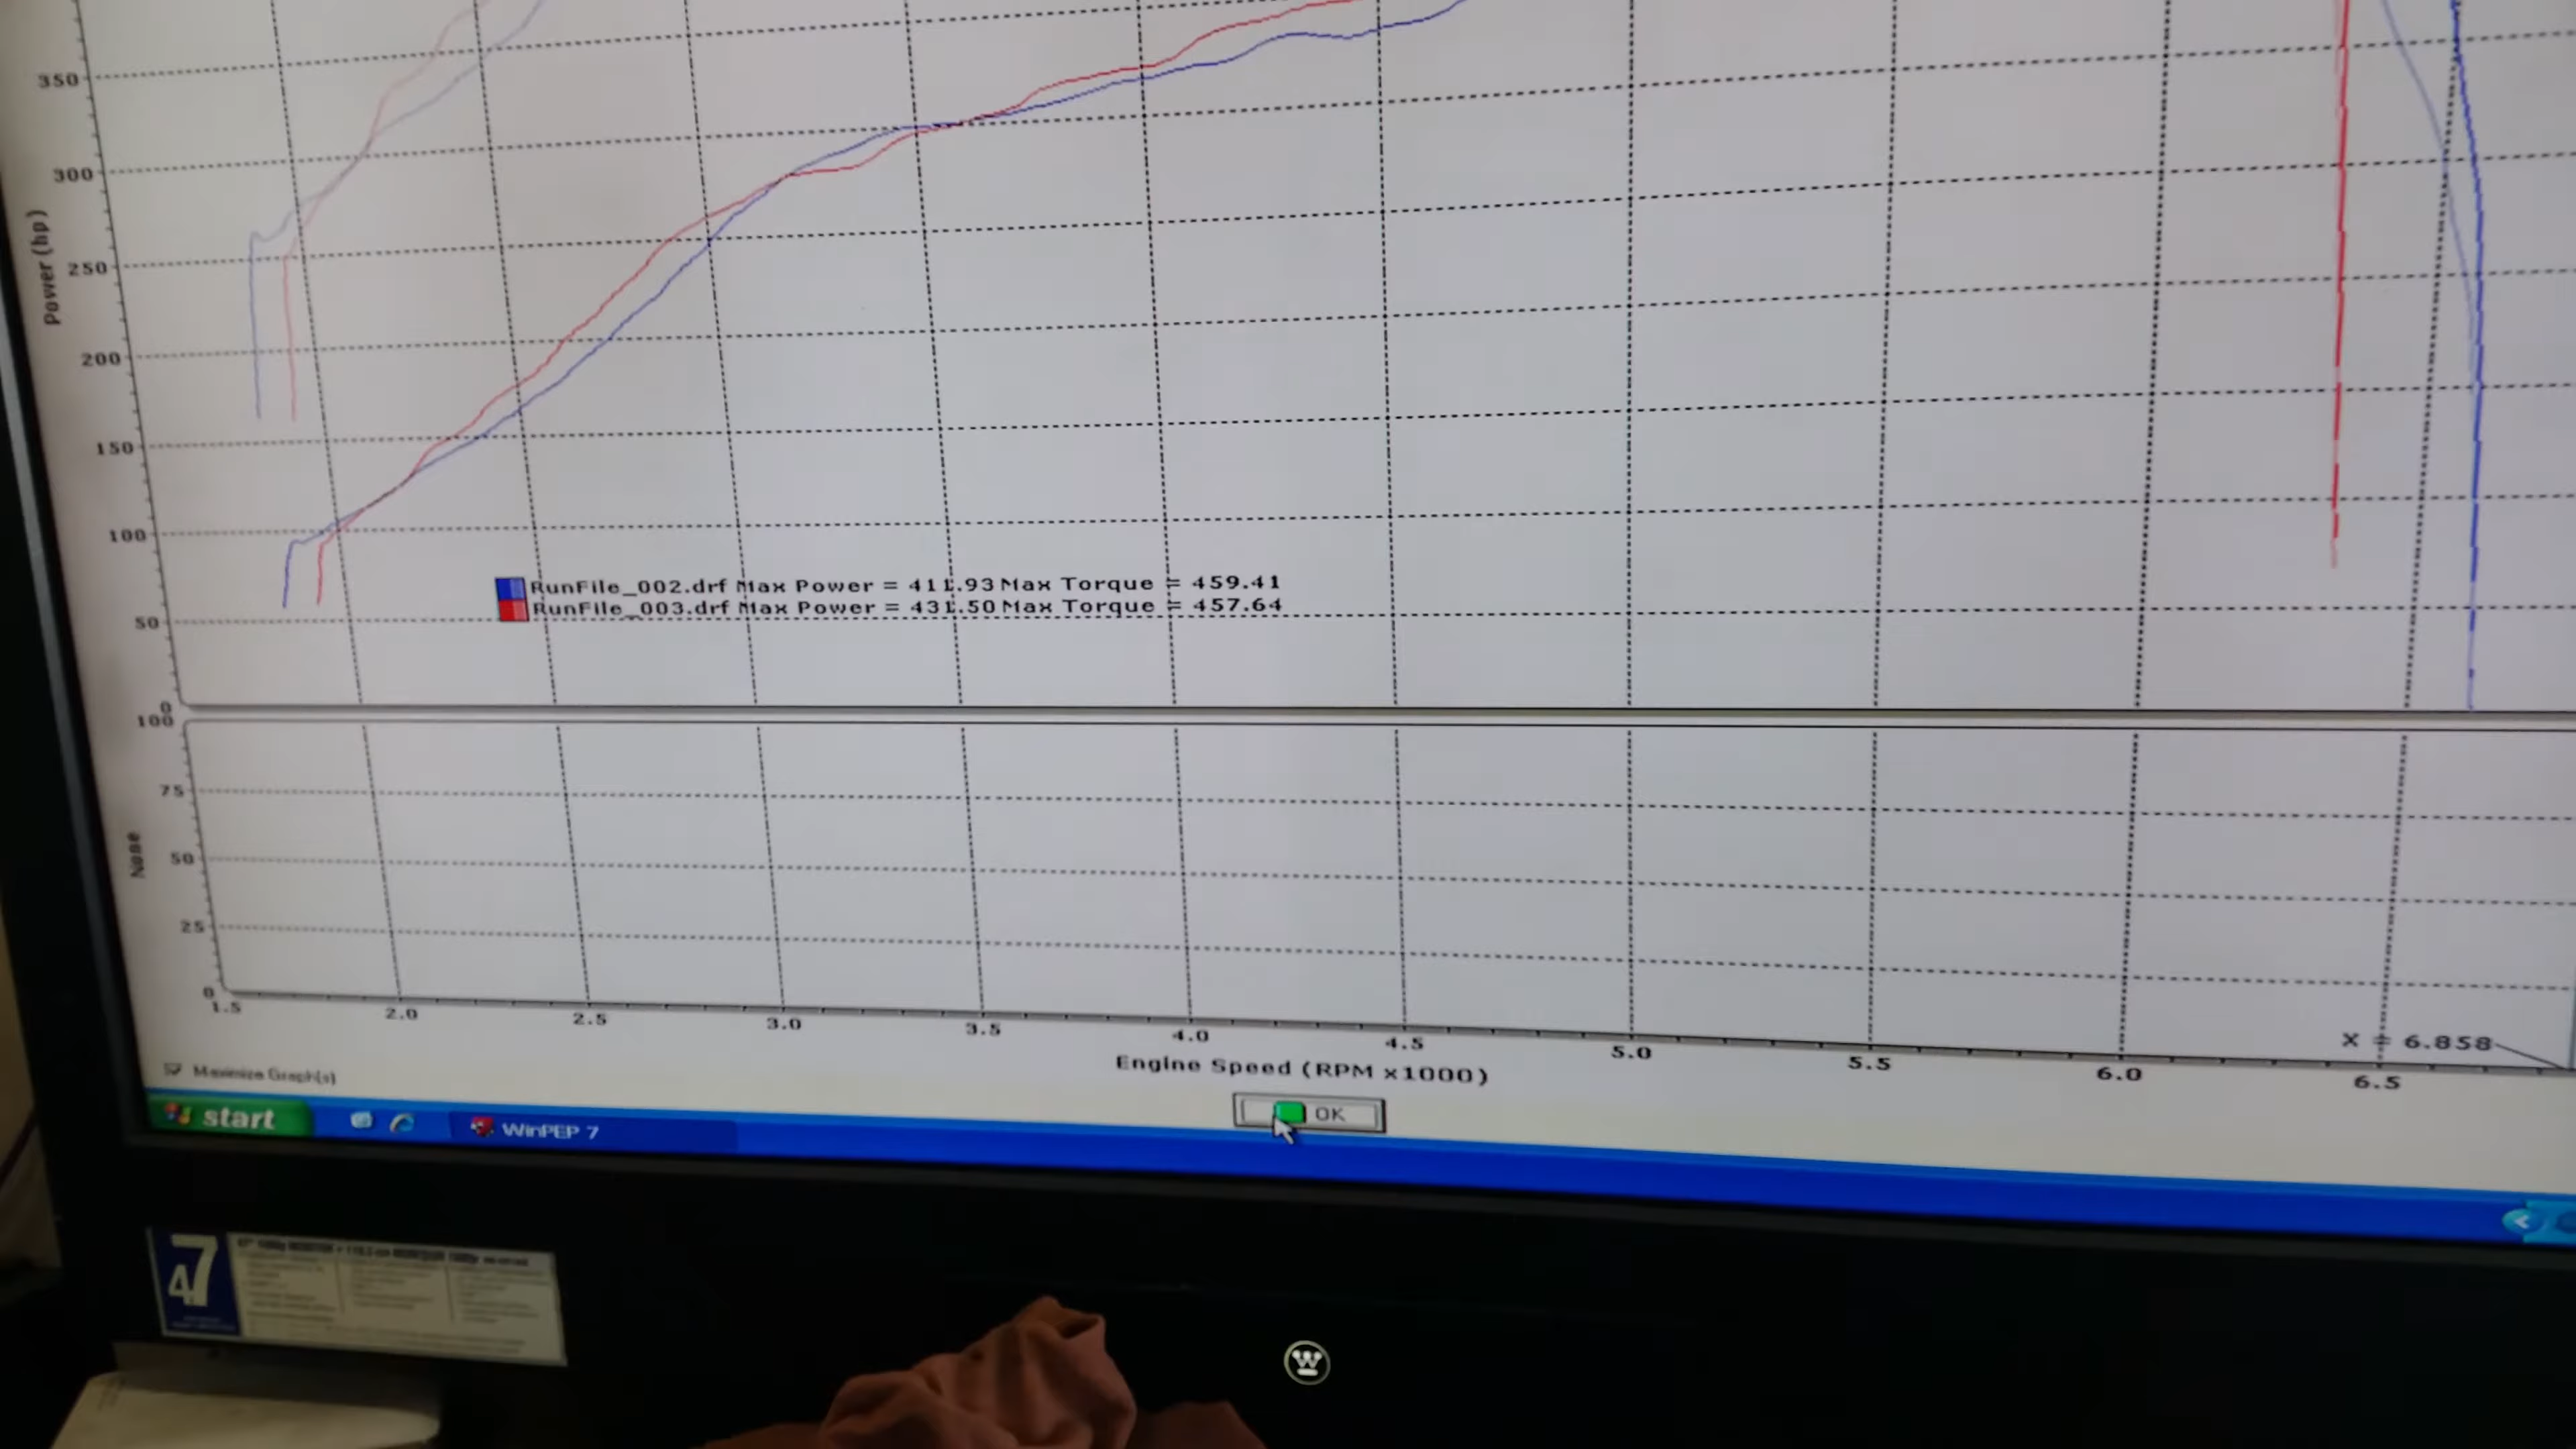 350
300
Power (hp)
250
200
150
100
RunFile_002.drf Max Power = 411.93 Max Torque = 459.41
RunFile_003.drf Max Power = 431.50 Max Torque = 457.64
50
0
100
75
None
50
25
0
1.5 2.0 2.5 3.0 3.5 4.0 4.5 5.0 5.5 6.0 6.5
X = 6.858
Engine Speed (RPM x1000)
Maximize Graph(s)
OK
start
WinPEP 7
47
W